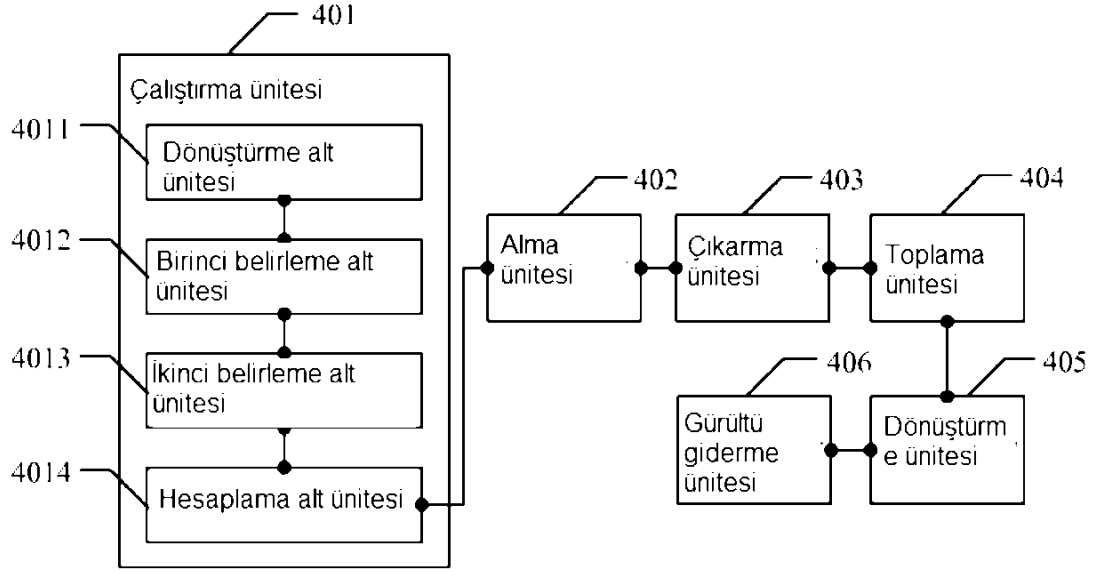 401
Çalıştırma ünitesi
4011
Dönüştürme alt
ünitesi
4012
Birinci belirleme alt
ünitesi
4013
İkinci belirleme alt
ünitesi
4014
Hesaplama alt ünitesi
402
Alma
ünitesi
403
Çıkarma
ünitesi
404
Toplama
ünitesi
405
Dönüştürm
e ünitesi
406
Gürültü
giderme
ünitesi